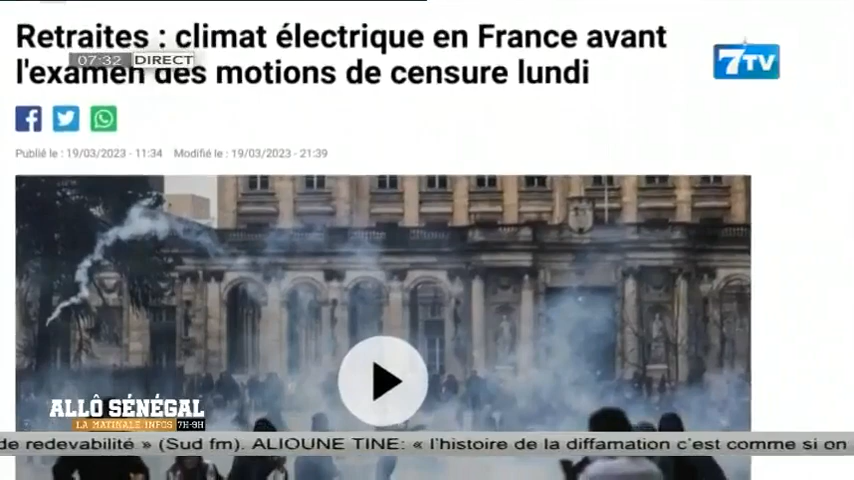 Retraites : climat électrique en France avant
l'examen des motions de censure lundi
07:32 DIRECT
7TV
Publié le : 19/03/2023 - 11:34 Modifié le : 19/03/2023 - 21:39
ALLÔ SÉNÉGAL
LA MATINALE INFOS 7H-9H
de redevabilité » (Sud fm). ALIOUNE TINE: « l'histoire de la diffamation c'est comme si on